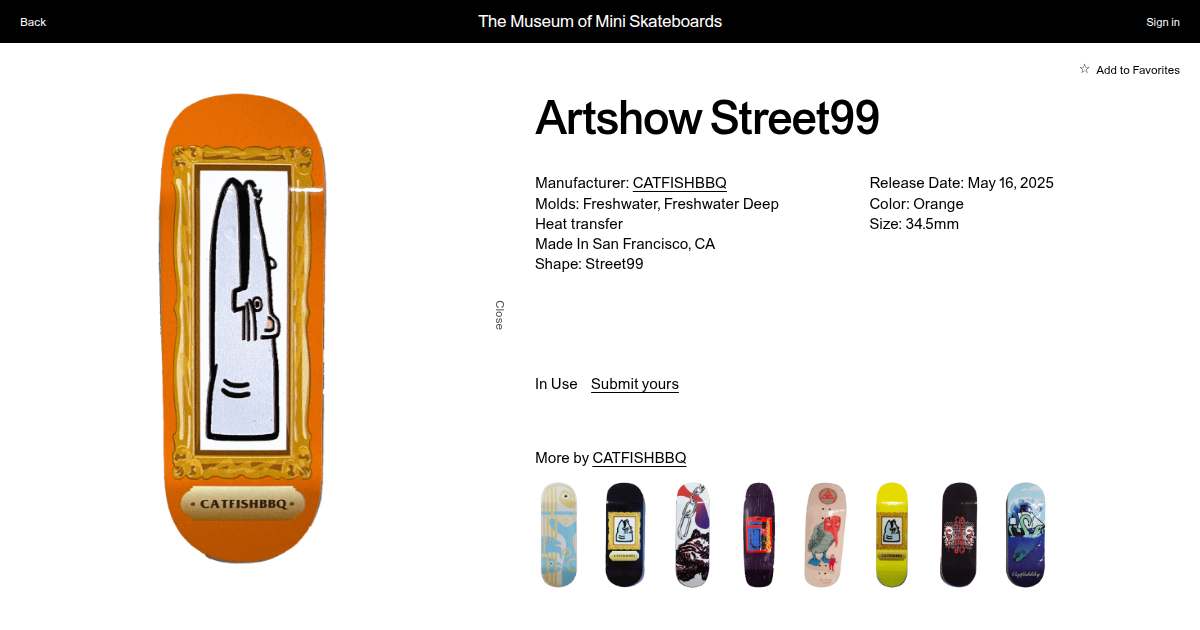 Back
The Museum of Mini Skateboards
Sign in
☆ Add to Favorites
Artshow Street99
Manufacturer: CATFISHBBQ
Molds: Freshwater, Freshwater Deep
Heat transfer
Made In San Francisco, CA
Shape: Street99
Release Date: May 16, 2025
Color: Orange
Size: 34.5mm
CATFISHBBQ
Close
In Use Submit yours
More by CATFISHBBQ